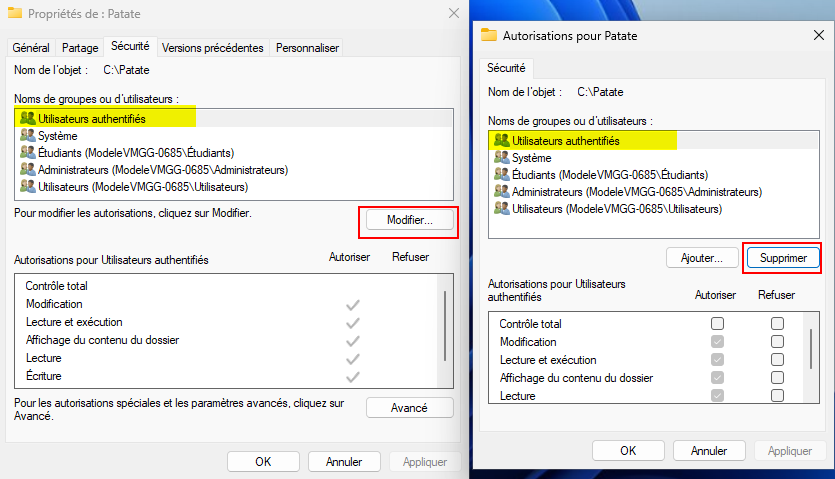 Propriétés de : Patate
Général
Partage
Sécurité
Versions précédentes
Personnaliser
Nom de l'objet : C:\Patate
Noms de groupes ou d'utilisateurs :
Utilisateurs authentifiés
Système
Étudiants (ModeleVMGG-0685\Étudiants)
Administrateurs (ModeleVMGG-0685\Administrateurs)
Utilisateurs (ModeleVMGG-0685\Utilisateurs)
Pour modifier les autorisations, cliquez sur Modifier.
Modifier...
Autorisations pour Utilisateurs authentifiés
Autoriser
Refuser
Contrôle total
Modification
Lecture et exécution
Affichage du contenu du dossier
Lecture
Écriture
Pour les autorisations spéciales et les paramètres avancés, cliquez sur
Avancé.
Avancé
OK
Annuler
Appliquer
Autorisations pour Patate
Sécurité
Nom de l'objet : C:\Patate
Noms de groupes ou d'utilisateurs :
Utilisateurs authentifiés
Système
Étudiants (ModeleVMGG-0685\Étudiants)
Administrateurs (ModeleVMGG-0685\Administrateurs)
Utilisateurs (ModeleVMGG-0685\Utilisateurs)
Ajouter...
Supprimer
Autorisations pour Utilisateurs
authentifiés
Autoriser
Refuser
Contrôle total
Modification
Lecture et exécution
Affichage du contenu du dossier
Lecture
OK
Annuler
Appliquer